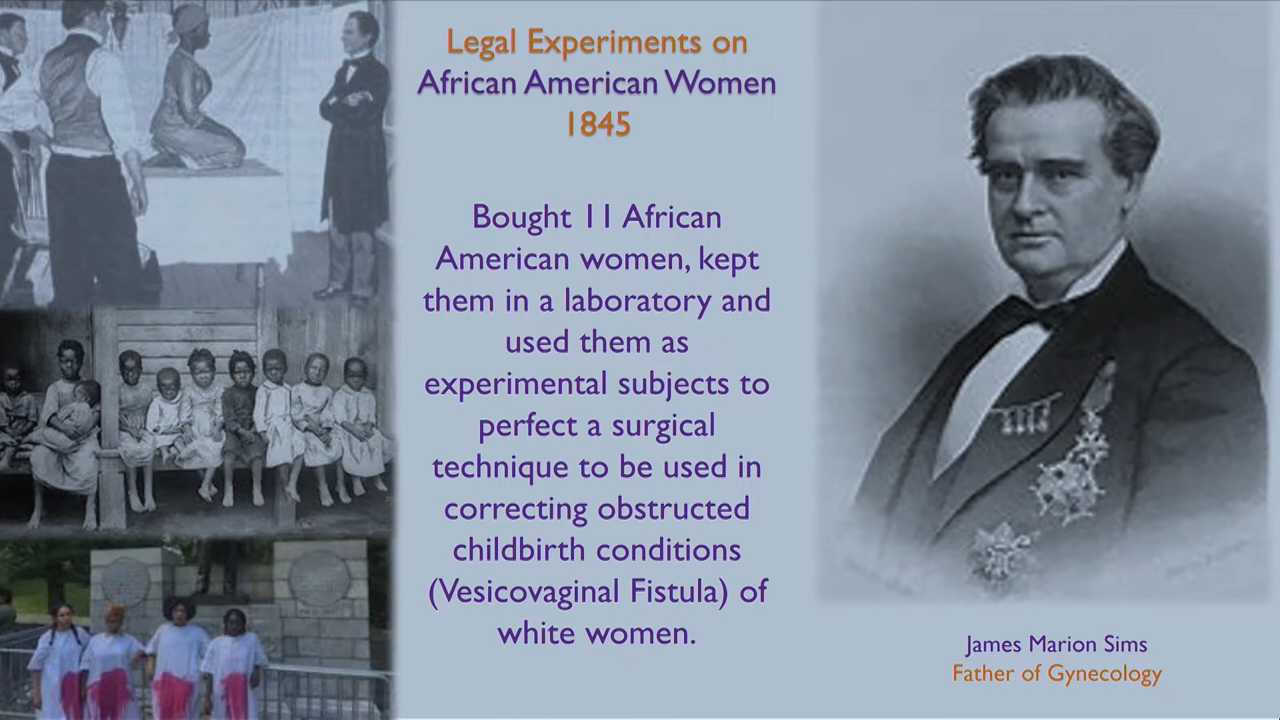 Legal Experiments on
African American Women
1845
Bought 11 African
American women, kept
them in a laboratory and
used them as
experimental subjects to
perfect a surgical
technique to be used in
correcting obstructed
childbirth conditions
(Vesicovaginal Fistula) of
white women.
James Marion Sims
Father of Gynecology